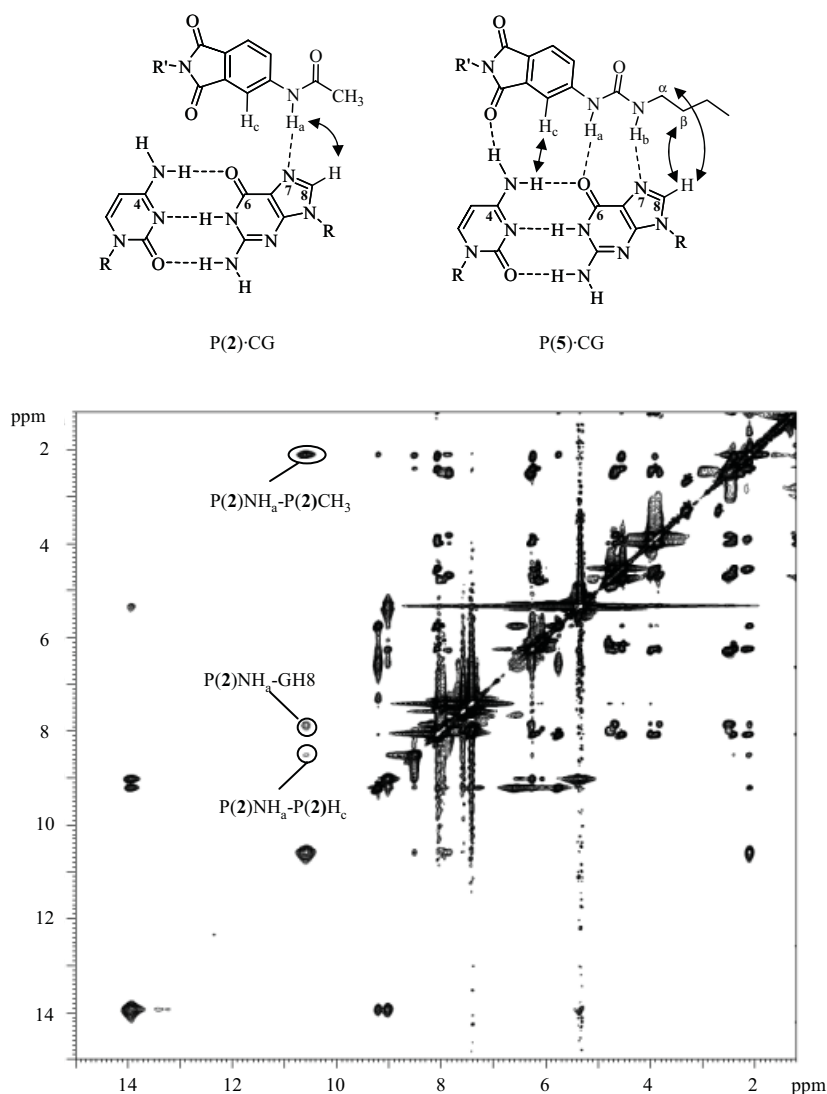 O
O
R'
N
N
CH3
O
Hc
Ha
H
N
H
O
N
7
H
4
6
8
N
H
N
N
R
N
N
R
O
H
N
H
P(2)·CG
O
R'
N
O
N
N
O
α
β
Hc
Ha
Hb
H
N
H
O
N
7
H
4
6
8
N
H
N
N
R
N
N
R
O
H
N
H
P(5)·CG
ppm
2
P(2)NHa-P(2)CH3
4
6
P(2)NHa-GH8
8
P(2)NHa-P(2)Hc
10
12
14
14 12 10 8 6 4 2 ppm